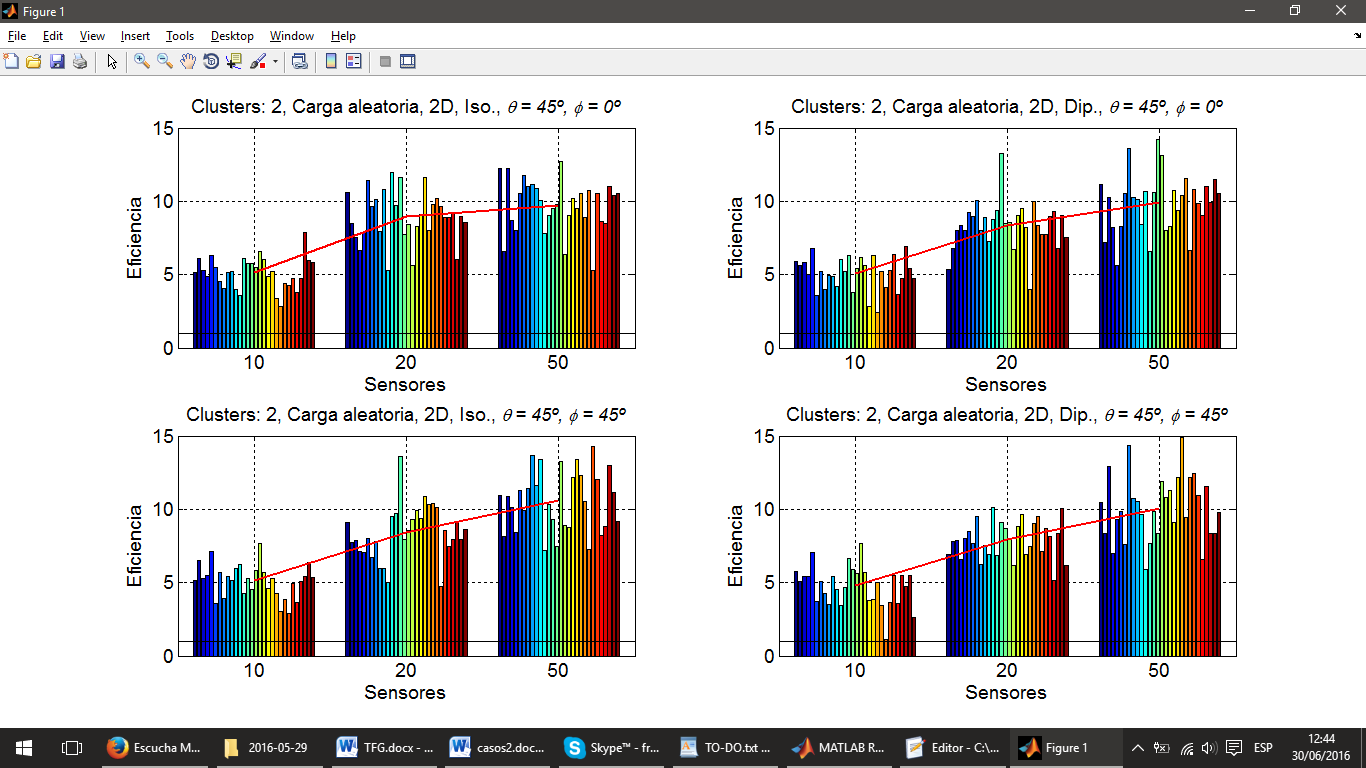 Figure 1
File Edit View Insert Tools Desktop Window Help
Clusters: 2, Carga aleatoria, 2D, Iso., θ = 45º, ϕ = 0º
15
10
5
0
Eficiencia
10 20 50
Sensores
Clusters: 2, Carga aleatoria, 2D, Dip., θ = 45º, ϕ = 0º
15
10
5
0
Eficiencia
10 20 50
Sensores
Clusters: 2, Carga aleatoria, 2D, Iso., θ = 45º, ϕ = 45º
15
10
5
0
Eficiencia
10 20 50
Sensores
Clusters: 2, Carga aleatoria, 2D, Dip., θ = 45º, ϕ = 45º
15
10
5
0
Eficiencia
10 20 50
Sensores
Escucha M... 2016-05-29 TFG.docx - ... casos2.doc... Skype™ - fr... TO-DO.txt ... MATLAB R... Editor - C:\... Figure 1 ESP 12:44
30/06/2016